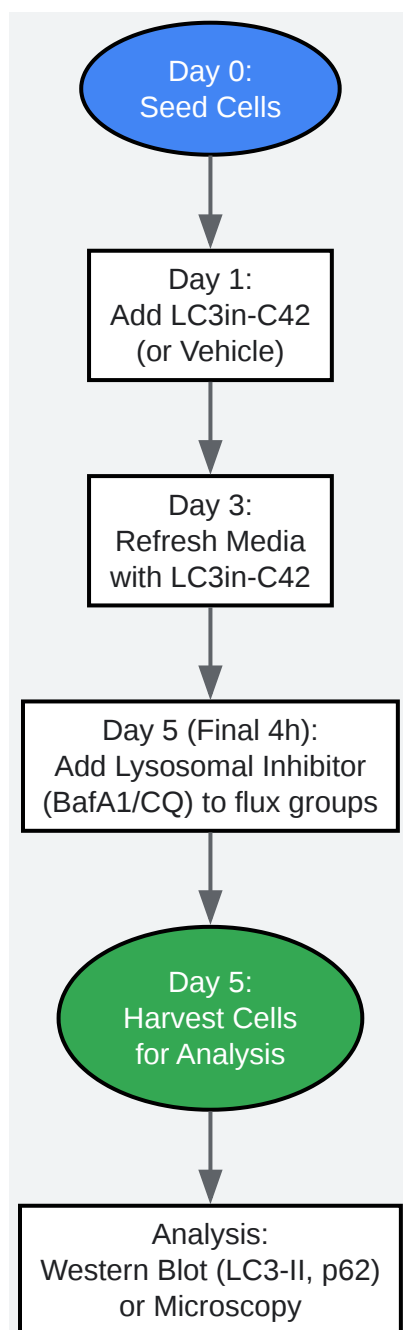 Day 0:
Seed Cells
Day 1:
Add LC3in-C42
(or Vehicle)
Day 3:
Refresh Media
with LC3in-C42
Day 5 (Final 4h):
Add Lysosomal Inhibitor
(BafA1/CQ) to flux groups
Day 5:
Harvest Cells
for Analysis
Analysis:
Western Blot (LC3-II, p62)
or Microscopy